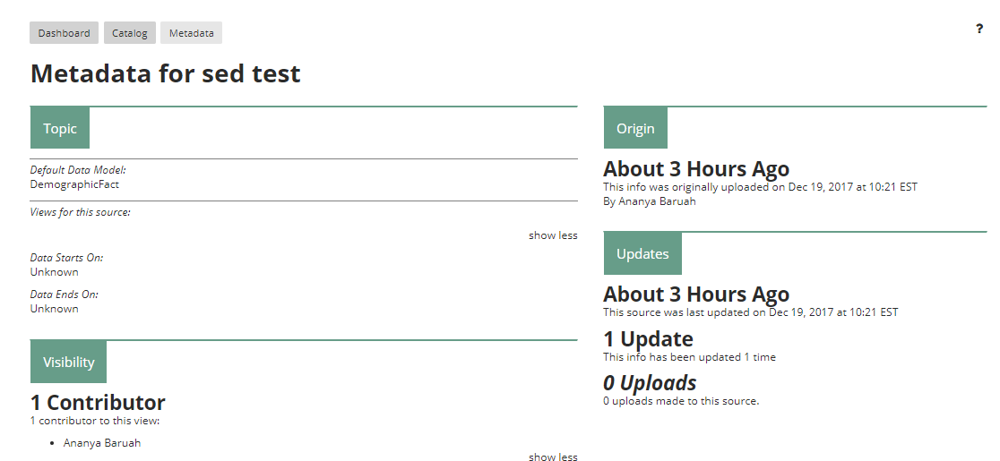 Dashboard Catalog Metadata ?
Metadata for sed test
Topic
Default Data Model:
DemographicFact
Views for this source:
show less
Data Starts On:
Unknown
Data Ends On:
Unknown
Visibility
1 Contributor
1 contributor to this view:
• Ananya Baruah
show less
Origin
About 3 Hours Ago
This info was originally uploaded on Dec 19, 2017 at 10:21 EST
By Ananya Baruah
Updates
About 3 Hours Ago
This source was last updated on Dec 19, 2017 at 10:21 EST
1 Update
This info has been updated 1 time
0 Uploads
0 uploads made to this source.